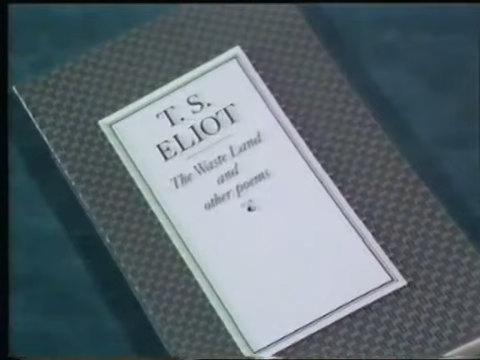 T. S.
ELIOT
The Waste Land
and
other poems